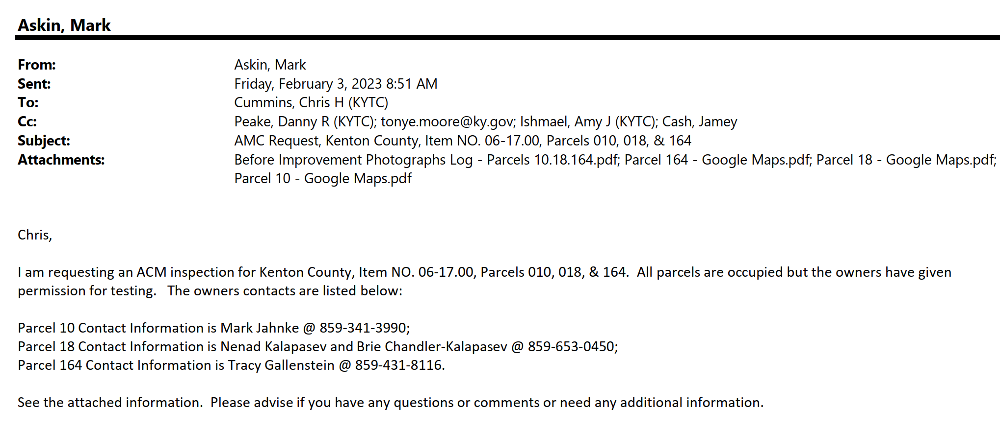 Askin, Mark
From: Askin, Mark
Sent: Friday, February 3, 2023 8:51 AM
To: Cummins, Chris H (KYTC)
Cc: Peake, Danny R (KYTC); tonye.moore@ky.gov; Ishmael, Amy J (KYTC); Cash, Jamey
Subject: AMC Request, Kenton County, Item NO. 06-17.00, Parcels 010, 018, & 164
Attachments: Before Improvement Photographs Log - Parcels 10.18.164.pdf; Parcel 164 - Google Maps.pdf; Parcel 18 - Google Maps.pdf;
Parcel 10 - Google Maps.pdf
Chris,
I am requesting an ACM inspection for Kenton County, Item NO. 06-17.00, Parcels 010, 018, & 164.  All parcels are occupied but the owners have given
permission for testing.   The owners contacts are listed below:
Parcel 10 Contact Information is Mark Jahnke @ 859-341-3990;
Parcel 18 Contact Information is Nenad Kalapasev and Brie Chandler-Kalapasev @ 859-653-0450;
Parcel 164 Contact Information is Tracy Gallenstein @ 859-431-8116.
See the attached information.  Please advise if you have any questions or comments or need any additional information.